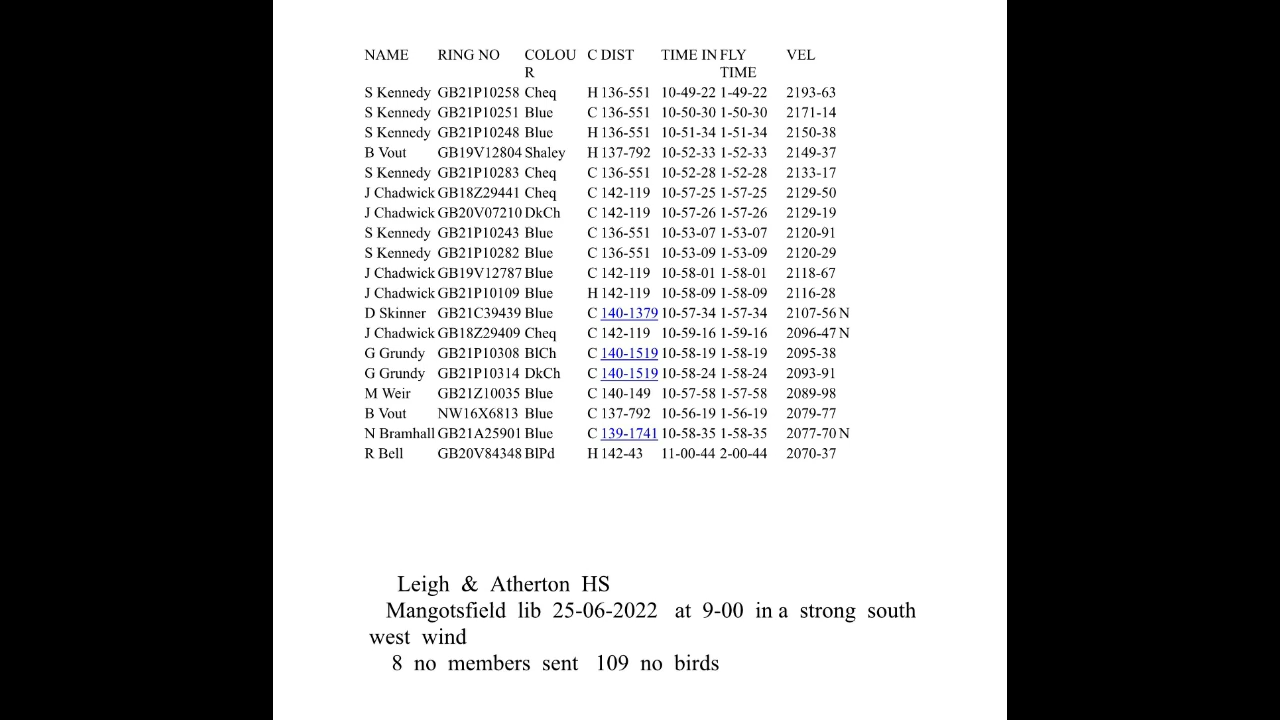 NAME RING NO COLOU C DIST TIME IN FLY VEL
R TIME
S Kennedy GB21P10258 Cheq H 136-551 10-49-22 1-49-22 2193-63
S Kennedy GB21P10251 Blue C 136-551 10-50-30 1-50-30 2171-14
S Kennedy GB21P10248 Blue H 136-551 10-51-34 1-51-34 2150-38
B Vout GB19V12804 Shaley H 137-792 10-52-33 1-52-33 2149-37
S Kennedy GB21P10283 Cheq C 136-551 10-52-28 1-52-28 2133-17
J Chadwick GB18Z29441 Cheq C 142-119 10-57-25 1-57-25 2129-50
J Chadwick GB20V07210 DkCh C 142-119 10-57-26 1-57-26 2129-19
S Kennedy GB21P10243 Blue C 136-551 10-53-07 1-53-07 2120-91
S Kennedy GB21P10282 Blue C 136-551 10-53-09 1-53-09 2120-29
J Chadwick GB19V12787 Blue C 142-119 10-58-01 1-58-01 2118-67
J Chadwick GB21P10109 Blue H 142-119 10-58-09 1-58-09 2116-28
D Skinner GB21C39439 Blue C 140-1379 10-57-34 1-57-34 2107-56 N
J Chadwick GB18Z29409 Cheq C 142-119 10-59-16 1-59-16 2096-47 N
G Grundy GB21P10308 BlCh C 140-1519 10-58-19 1-58-19 2095-38
G Grundy GB21P10314 DkCh C 140-1519 10-58-24 1-58-24 2093-91
M Weir GB21Z10035 Blue C 140-149 10-57-58 1-57-58 2089-98
B Vout NW16X6813 Blue C 137-792 10-56-19 1-56-19 2079-77
N Bramhall GB21A25901 Blue C 139-1741 10-58-35 1-58-35 2077-70 N
R Bell GB20V84348 BlPd H 142-43 11-00-44 2-00-44 2070-37
Leigh & Atherton HS
Mangotsfield lib 25-06-2022 at 9-00 in a strong south
west wind
8 no members sent 109 no birds